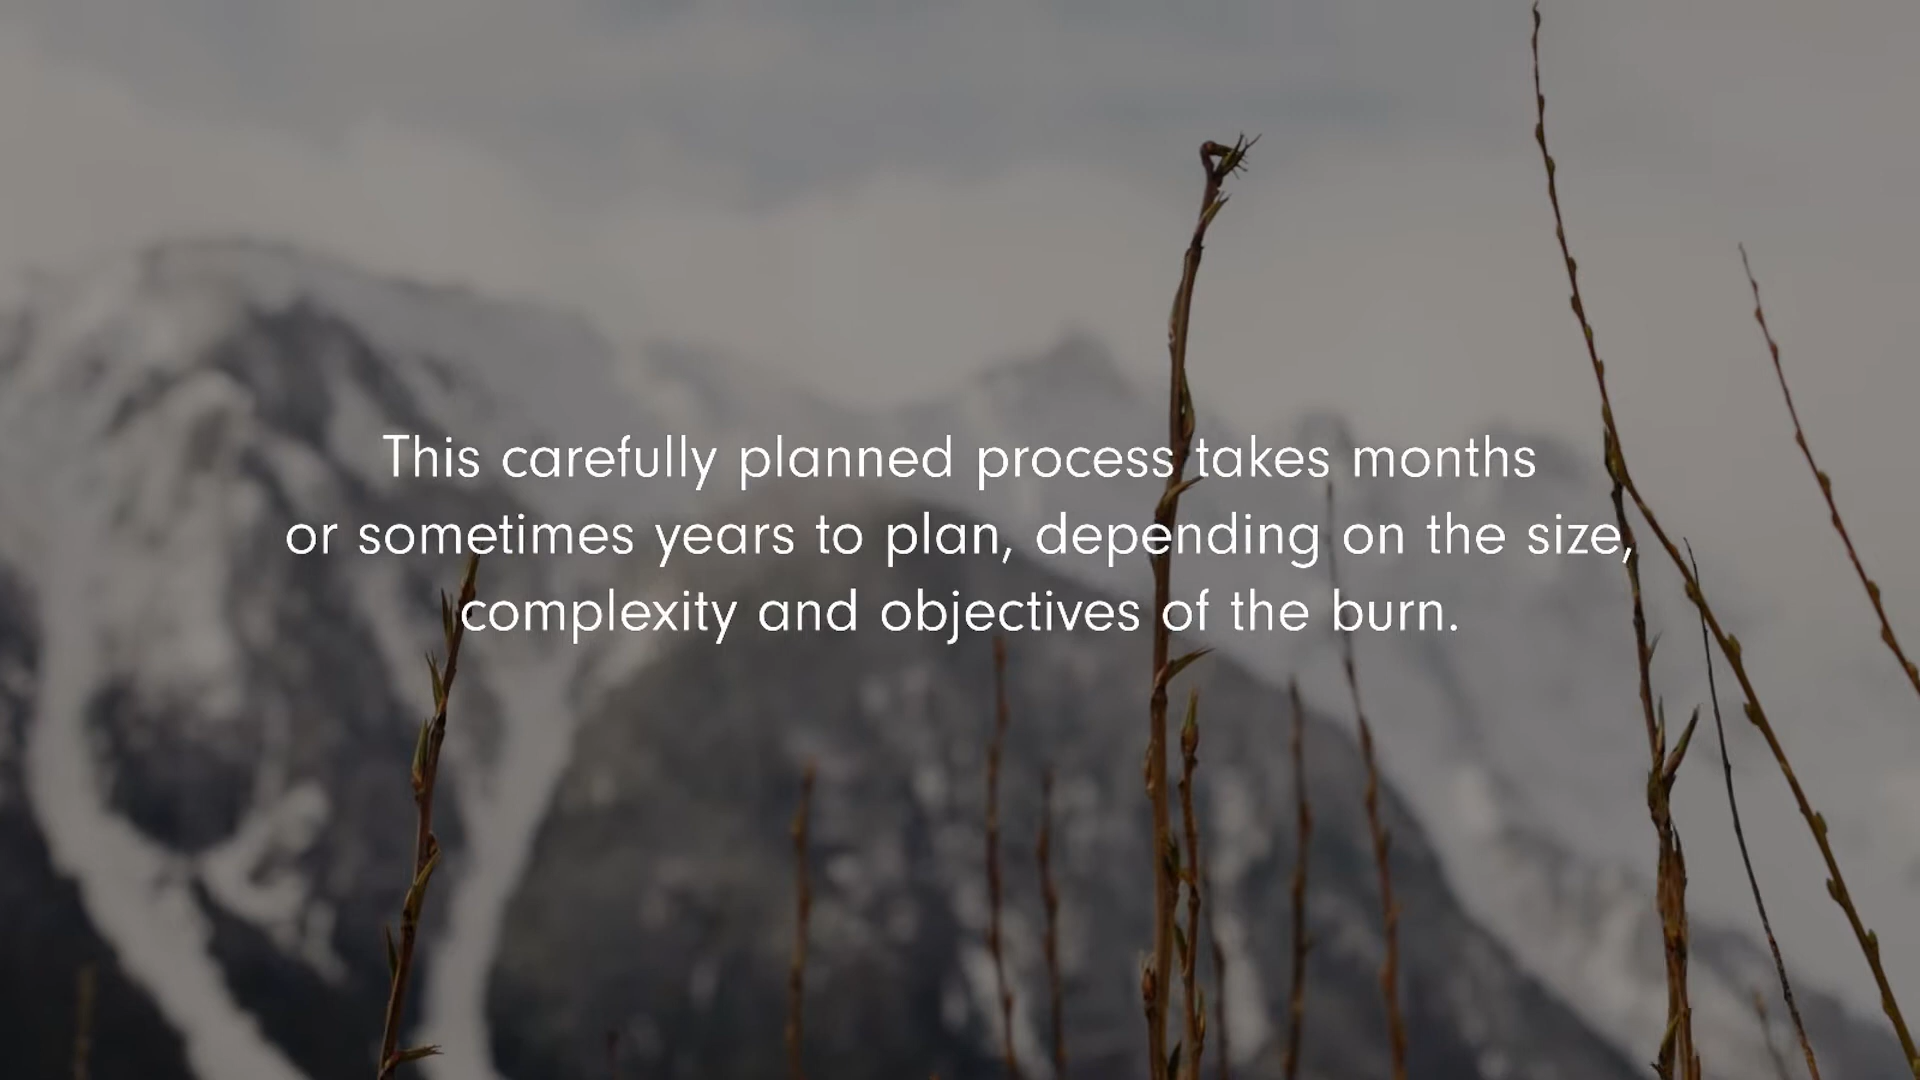 This carefully planned process takes months
or sometimes years to plan, depending on the size,
complexity and objectives of the burn.